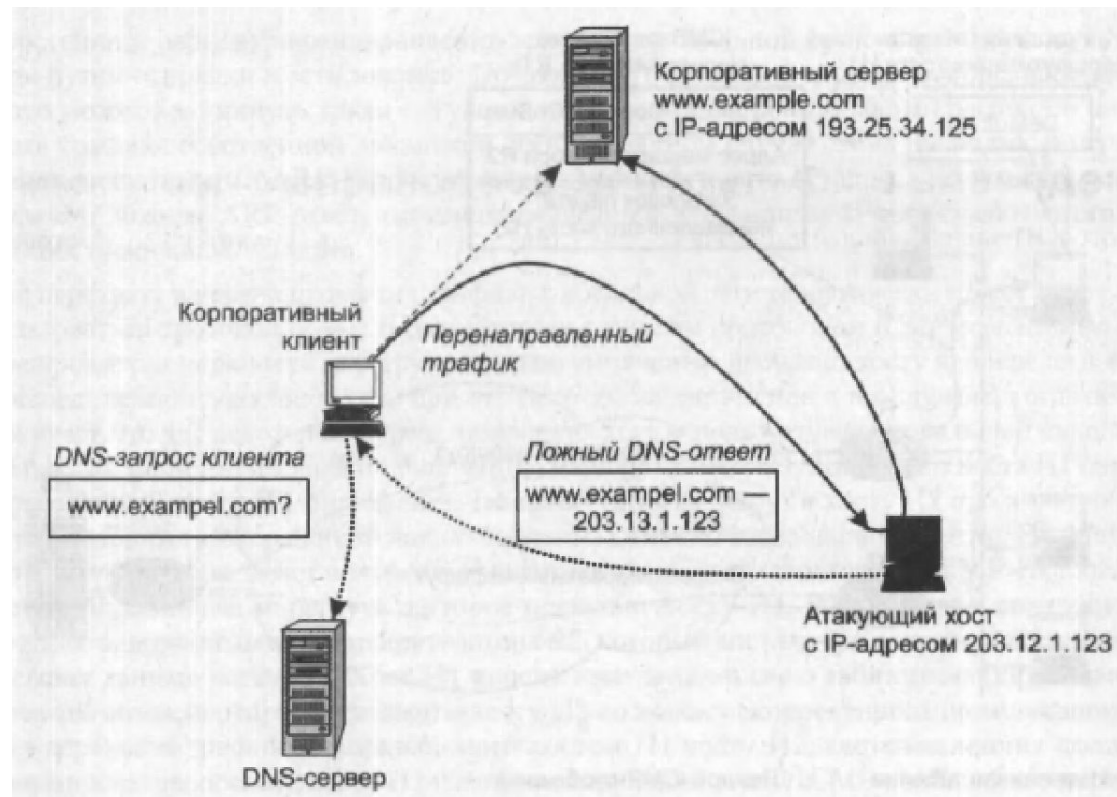 Корпоративный сервер
www.example.com
с IP-адресом 193.25.34.125
Корпоративный
клиент
Перенаправленный
трафик
DNS-запрос клиента
www.exampel.com?
Ложный DNS-ответ
www.exampel.com —
203.13.1.123
Атакующий хост
с IP-адресом 203.12.1.123
DNS-сервер